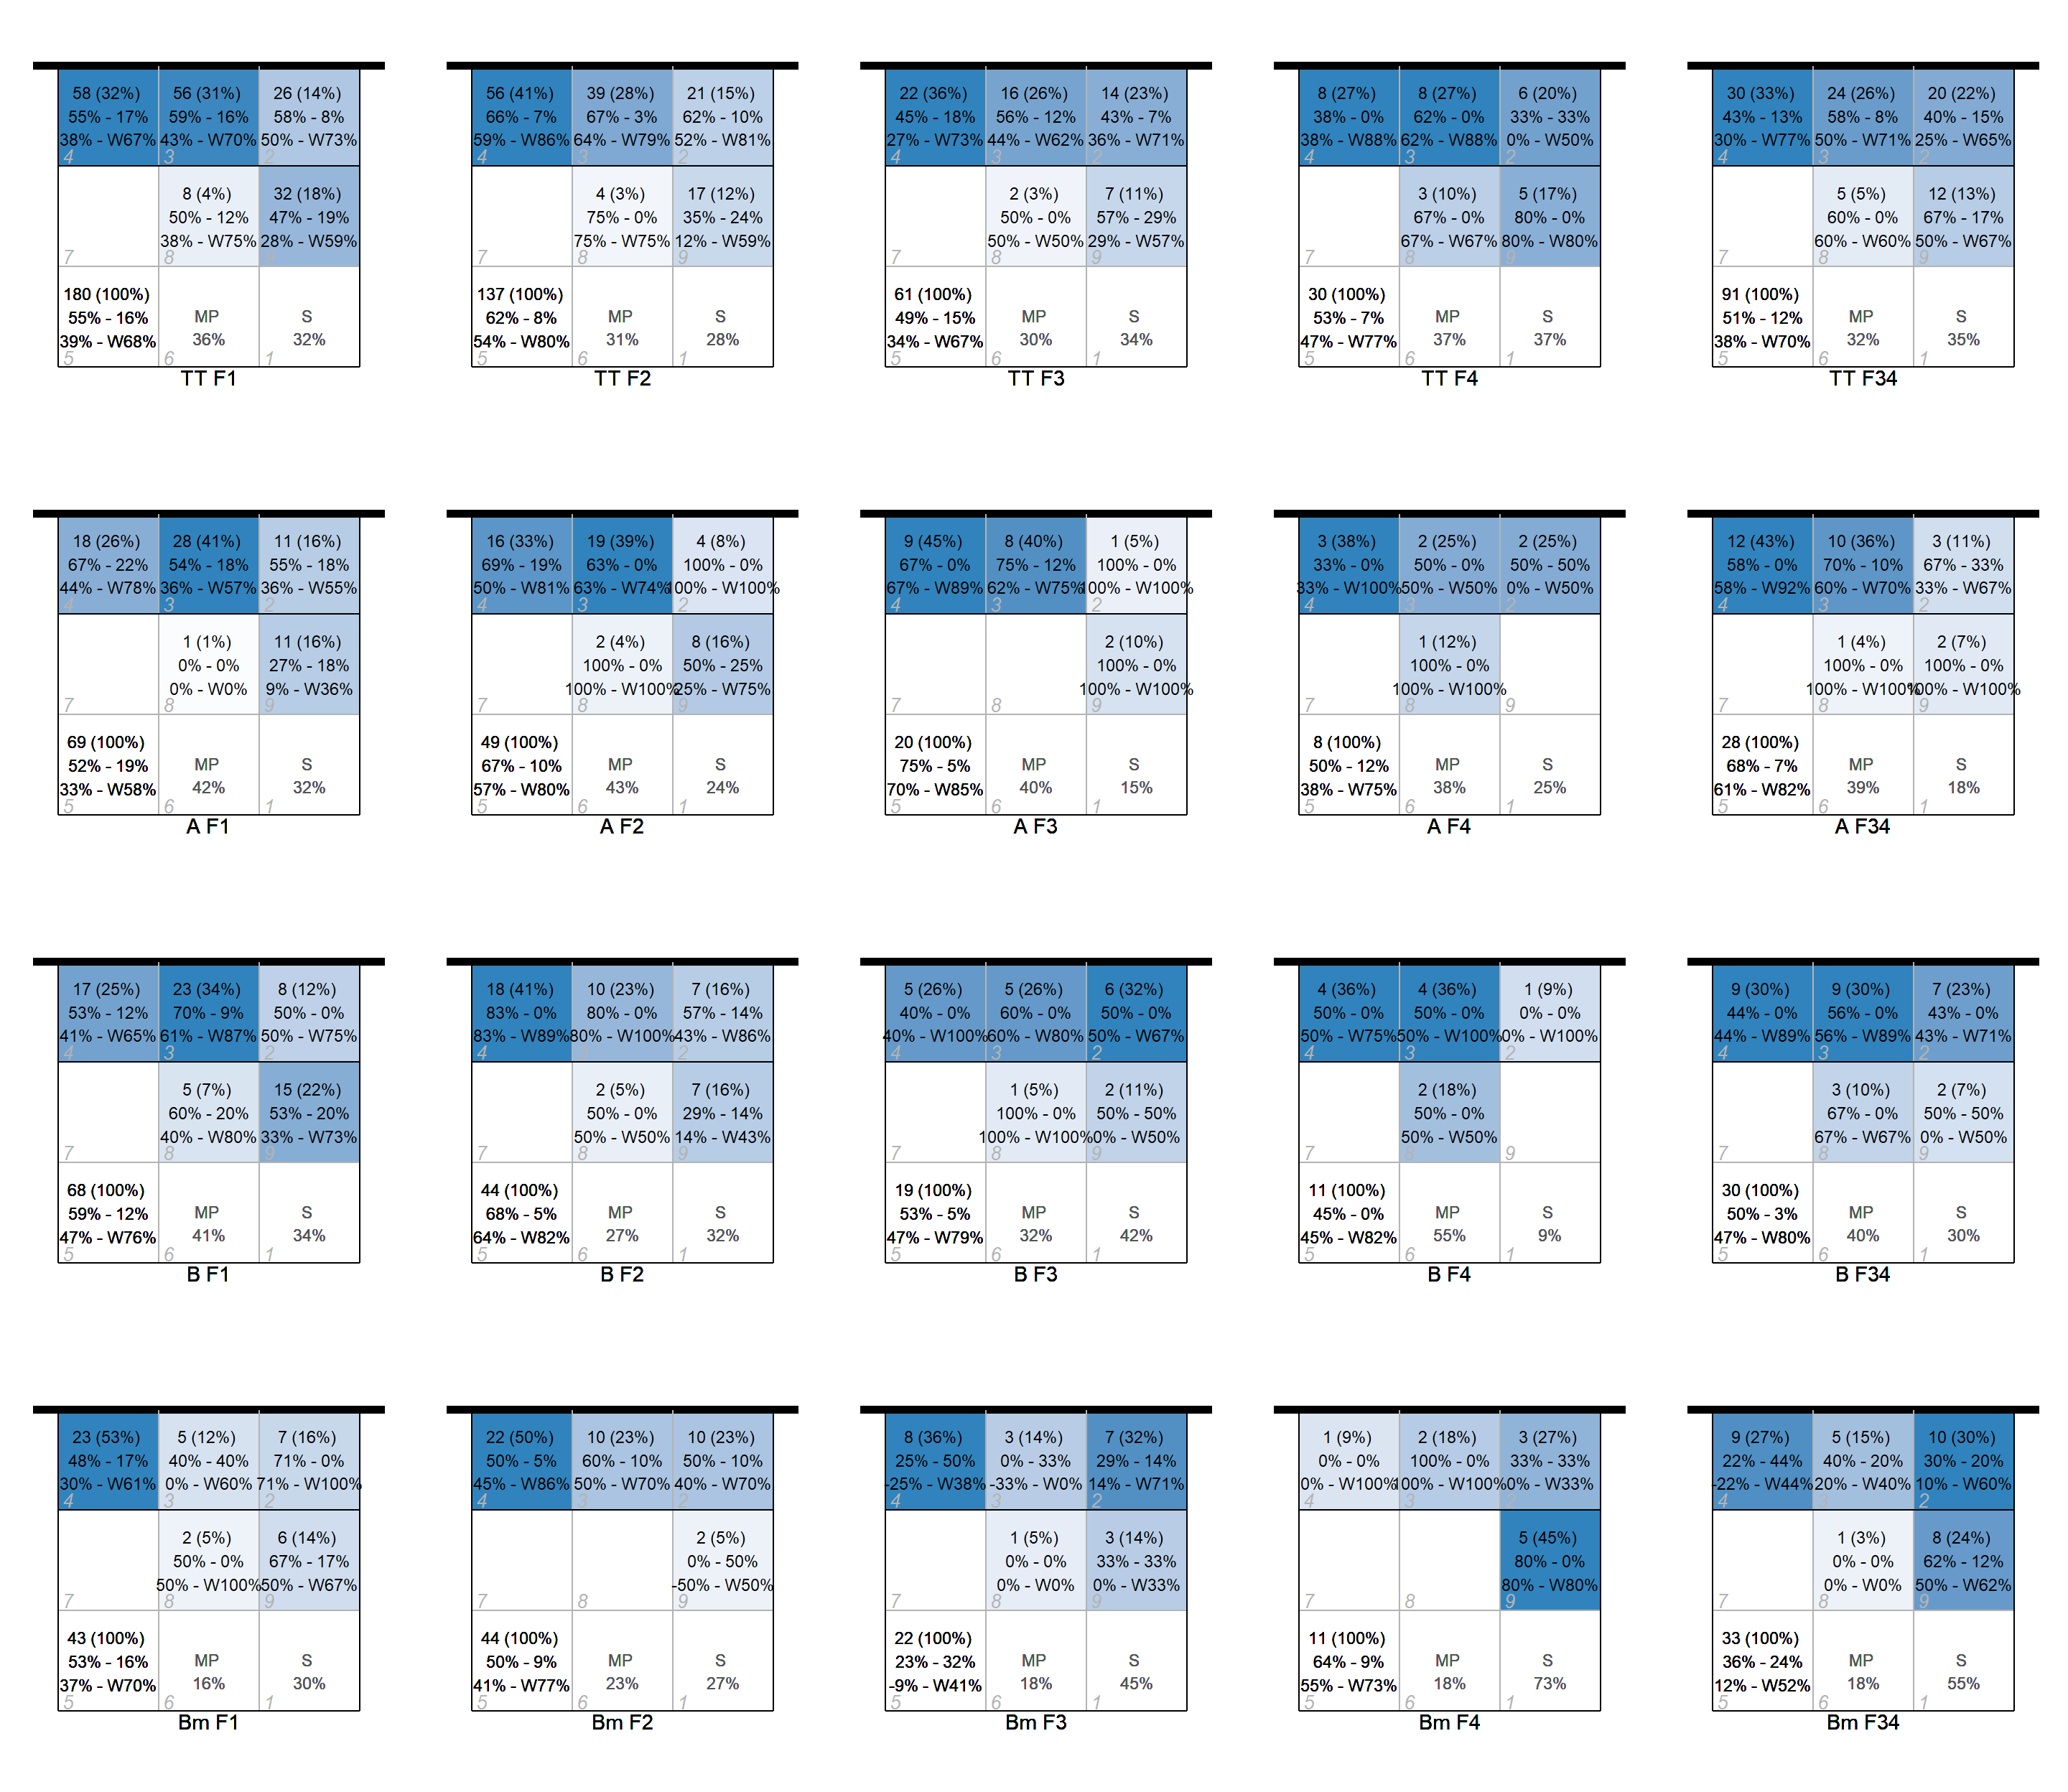 58 (32%)
55% - 17%
38% - W67%
4
56 (31%)
59% - 16%
43% - W70%
3
26 (14%)
58% - 8%
50% - W73%
2
7
8 (4%)
50% - 12%
38% - W75%
8
32 (18%)
47% - 19%
28% - W59%
9
180 (100%)
55% - 16%
39% - W68%
5
MP
36%
6
S
32%
1
TT F1
56 (41%)
66% - 7%
59% - W86%
4
39 (28%)
67% - 3%
64% - W79%
3
21 (15%)
62% - 10%
52% - W81%
2
7
4 (3%)
75% - 0%
75% - W75%
8
17 (12%)
35% - 24%
12% - W59%
9
137 (100%)
62% - 8%
54% - W80%
5
MP
31%
6
S
28%
1
TT F2
22 (36%)
45% - 18%
27% - W73%
4
16 (26%)
56% - 12%
44% - W62%
3
14 (23%)
43% - 7%
36% - W71%
2
7
2 (3%)
50% - 0%
50% - W50%
8
7 (11%)
57% - 29%
29% - W57%
9
61 (100%)
49% - 15%
34% - W67%
5
MP
30%
6
S
34%
1
TT F3
8 (27%)
38% - 0%
38% - W88%
4
8 (27%)
62% - 0%
62% - W88%
3
6 (20%)
33% - 33%
0% - W50%
2
7
3 (10%)
67% - 0%
67% - W67%
8
5 (17%)
80% - 0%
80% - W80%
9
30 (100%)
53% - 7%
47% - W77%
5
MP
37%
6
S
37%
1
TT F4
30 (33%)
43% - 13%
30% - W77%
4
24 (26%)
58% - 8%
50% - W71%
3
20 (22%)
40% - 15%
25% - W65%
2
7
5 (5%)
60% - 0%
60% - W60%
8
12 (13%)
67% - 17%
50% - W67%
9
91 (100%)
51% - 12%
38% - W70%
5
MP
32%
6
S
35%
1
TT F34
18 (26%)
67% - 22%
44% - W78%
4
28 (41%)
54% - 18%
36% - W57%
3
11 (16%)
55% - 18%
36% - W55%
2
7
1 (1%)
0% - 0%
0% - W0%
8
11 (16%)
27% - 18%
9% - W36%
9
69 (100%)
52% - 19%
33% - W58%
5
MP
42%
6
S
32%
1
A F1
16 (33%)
69% - 19%
50% - W81%
4
19 (39%)
63% - 0%
63% - W74%
3
4 (8%)
100% - 0%
100% - W100%
2
7
2 (4%)
100% - 0%
100% - W100%
8
8 (16%)
50% - 25%
25% - W75%
9
49 (100%)
67% - 10%
57% - W80%
5
MP
43%
6
S
24%
1
A F2
9 (45%)
67% - 0%
67% - W89%
4
8 (40%)
75% - 12%
62% - W75%
3
1 (5%)
100% - 0%
100% - W100%
2
7
8
2 (10%)
100% - 0%
100% - W100%
9
20 (100%)
75% - 5%
70% - W85%
5
MP
40%
6
S
15%
1
A F3
3 (38%)
33% - 0%
33% - W100%
4
2 (25%)
50% - 0%
50% - W50%
3
2 (25%)
50% - 50%
0% - W50%
2
7
1 (12%)
100% - 0%
100% - W100%
8
9
8 (100%)
50% - 12%
38% - W75%
5
MP
38%
6
S
25%
1
A F4
12 (43%)
58% - 0%
58% - W92%
4
10 (36%)
70% - 10%
60% - W70%
3
3 (11%)
67% - 33%
33% - W67%
2
7
1 (4%)
100% - 0%
100% - W100%
8
2 (7%)
100% - 0%
100% - W100%
9
28 (100%)
68% - 7%
61% - W82%
5
MP
39%
6
S
18%
1
A F34
17 (25%)
53% - 12%
41% - W65%
4
23 (34%)
70% - 9%
61% - W87%
3
8 (12%)
50% - 0%
50% - W75%
2
7
5 (7%)
60% - 20%
40% - W80%
8
15 (22%)
53% - 20%
33% - W73%
9
68 (100%)
59% - 12%
47% - W76%
5
MP
41%
6
S
34%
1
B F1
18 (41%)
83% - 0%
83% - W89%
4
10 (23%)
80% - 0%
80% - W100%
3
7 (16%)
57% - 14%
43% - W86%
2
7
2 (5%)
50% - 0%
50% - W50%
8
7 (16%)
29% - 14%
14% - W43%
9
44 (100%)
68% - 5%
64% - W82%
5
MP
27%
6
S
32%
1
B F2
5 (26%)
40% - 0%
40% - W100%
4
5 (26%)
60% - 0%
60% - W80%
3
6 (32%)
50% - 0%
50% - W67%
2
7
1 (5%)
100% - 0%
100% - W100%
8
2 (11%)
50% - 50%
0% - W50%
9
19 (100%)
53% - 5%
47% - W79%
5
MP
32%
6
S
42%
1
B F3
4 (36%)
50% - 0%
50% - W75%
4
4 (36%)
50% - 0%
50% - W100%
3
1 (9%)
0% - 0%
0% - W100%
2
7
2 (18%)
50% - 0%
50% - W50%
8
9
11 (100%)
45% - 0%
45% - W82%
5
MP
55%
6
S
9%
1
B F4
9 (30%)
44% - 0%
44% - W89%
4
9 (30%)
56% - 0%
56% - W89%
3
7 (23%)
43% - 0%
43% - W71%
2
7
3 (10%)
67% - 0%
67% - W67%
8
2 (7%)
50% - 50%
0% - W50%
9
30 (100%)
50% - 3%
47% - W80%
5
MP
40%
6
S
30%
1
B F34
23 (53%)
48% - 17%
30% - W61%
4
5 (12%)
40% - 40%
0% - W60%
3
7 (16%)
71% - 0%
71% - W100%
2
7
2 (5%)
50% - 0%
50% - W100%
8
6 (14%)
67% - 17%
50% - W67%
9
43 (100%)
53% - 16%
37% - W70%
5
MP
16%
6
S
30%
1
Bm F1
22 (50%)
50% - 5%
45% - W86%
4
10 (23%)
60% - 10%
50% - W70%
3
10 (23%)
50% - 10%
40% - W70%
2
7
8
2 (5%)
0% - 50%
-50% - W50%
9
44 (100%)
50% - 9%
41% - W77%
5
MP
23%
6
S
27%
1
Bm F2
8 (36%)
25% - 50%
-25% - W38%
4
3 (14%)
0% - 33%
-33% - W0%
3
7 (32%)
29% - 14%
14% - W71%
2
7
1 (5%)
0% - 0%
0% - W0%
8
3 (14%)
33% - 33%
0% - W33%
9
22 (100%)
23% - 32%
-9% - W41%
5
MP
18%
6
S
45%
1
Bm F3
1 (9%)
0% - 0%
0% - W100%
4
2 (18%)
100% - 0%
100% - W100%
3
3 (27%)
33% - 33%
0% - W33%
2
7
8
5 (45%)
80% - 0%
80% - W80%
9
11 (100%)
64% - 9%
55% - W73%
5
MP
18%
6
S
73%
1
Bm F4
9 (27%)
22% - 44%
-22% - W44%
4
5 (15%)
40% - 20%
20% - W40%
3
10 (30%)
30% - 20%
10% - W60%
2
7
1 (3%)
0% - 0%
0% - W0%
8
8 (24%)
62% - 12%
50% - W62%
9
33 (100%)
36% - 24%
12% - W52%
5
MP
18%
6
S
55%
1
Bm F34